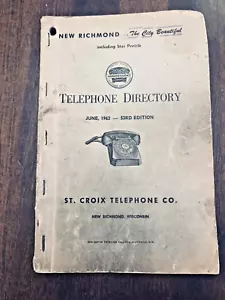 NEW RICHMOND The City Beautiful
including Star Prairie
TELEPHONE DIRECTORY
JUNE, 1962 — 53RD EDITION
ST. CROIX TELEPHONE CO.
NEW RICHMOND, WISCONSIN